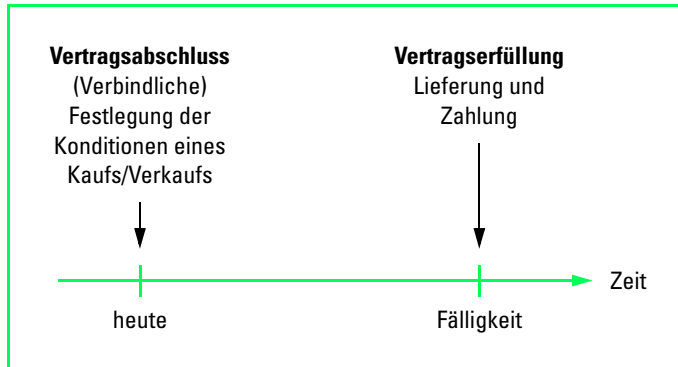 Vertragsabschluss
(Verbindliche)
Festlegung der
Konditionen eines
Kaufs/Verkaufs
Vertragserfüllung
Lieferung und
Zahlung
Zeit
heute
Fälligkeit